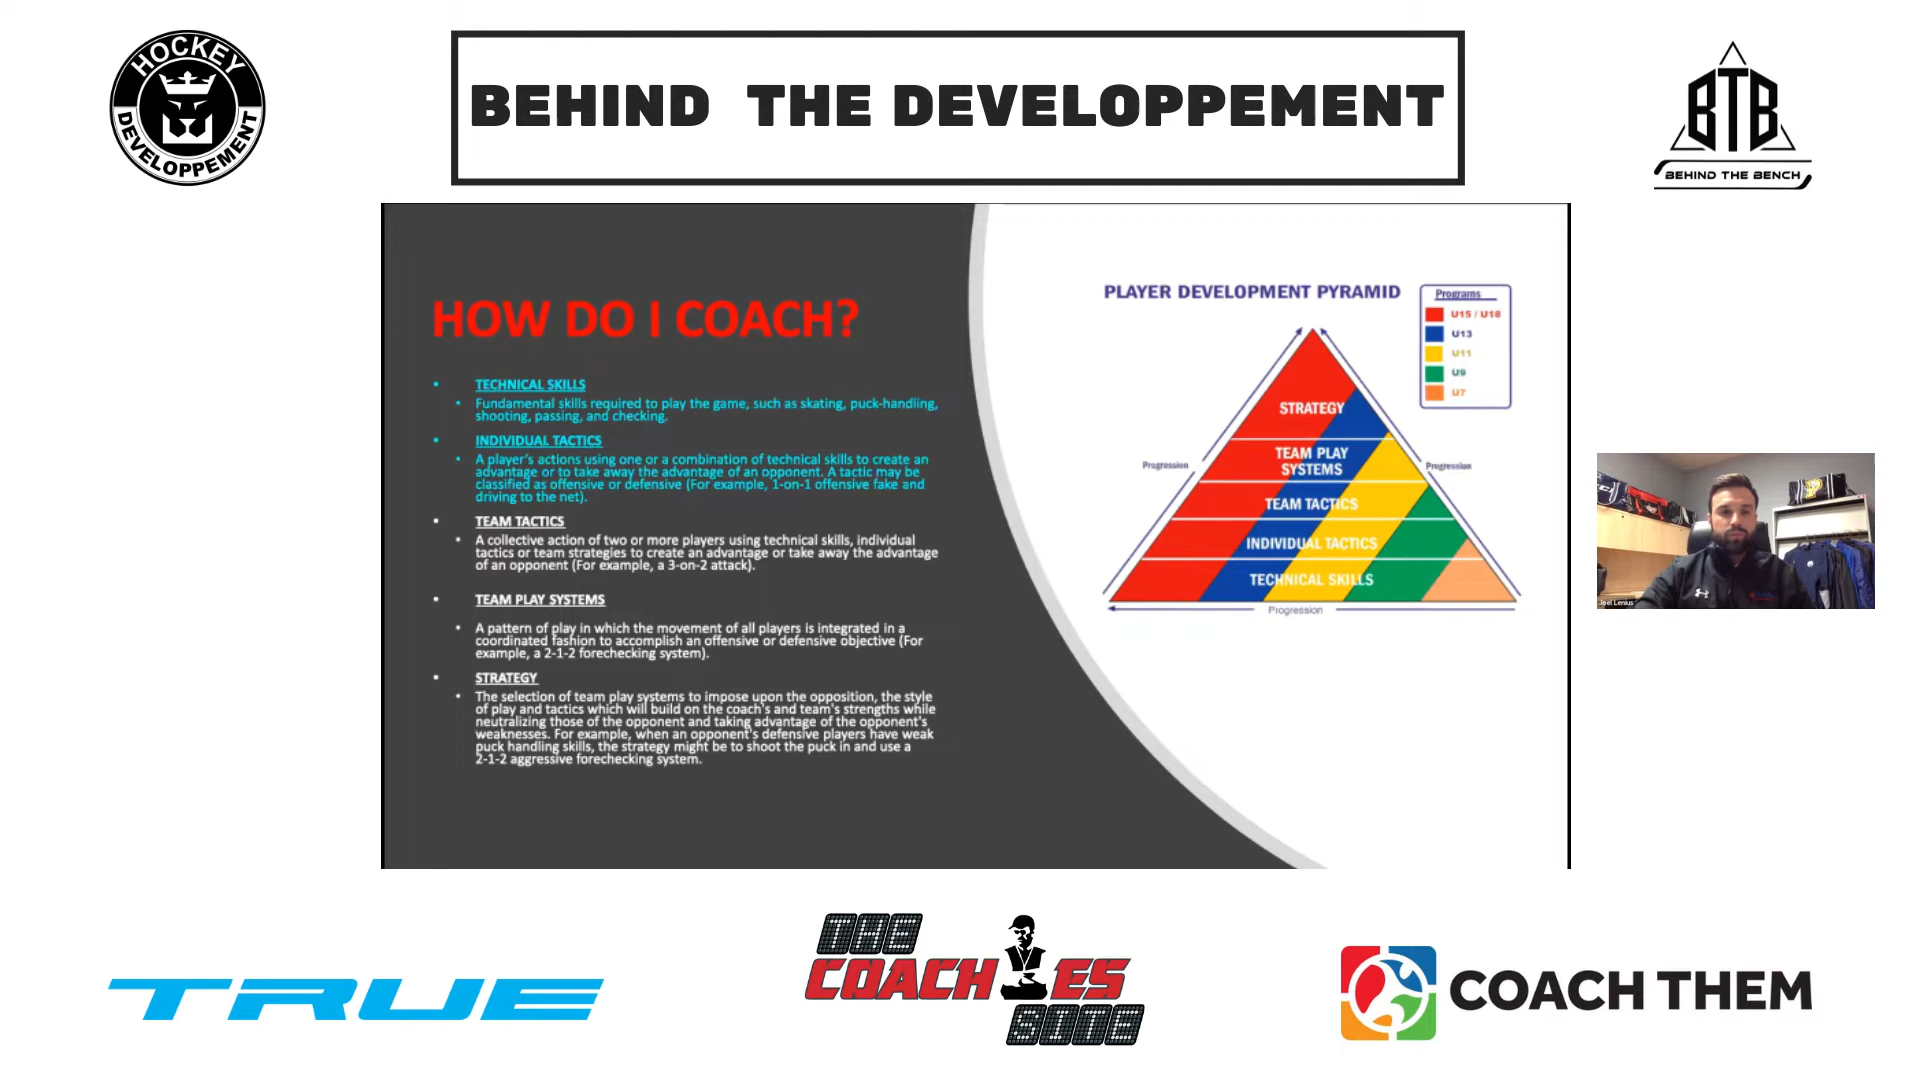 HOCKEY
DEVELOPPEMENT
BEHIND THE DEVELOPPEMENT
BTB
BEHIND THE BENCH
HOW DO I COACH?
• TECHNICAL SKILLS
• Fundamental skills required to play the game, such as skating, puck-handling,
shooting, passing, and checking.
• INDIVIDUAL TACTICS
• A player's actions using one or a combination of technical skills to create an
advantage or to take away the advantage of an opponent. A tactic may be
classified as offensive or defensive (For example, 1-on-1 offensive fake and
driving to the net).
• TEAM TACTICS
• A collective action of two or more players using technical skills, individual
tactics or team strategies to create an advantage or take away the advantage
of an opponent (For example, a 3-on-2 attack).
• TEAM PLAY SYSTEMS
• A pattern of play in which the movement of all players is integrated in a
coordinated fashion to accomplish an offensive or defensive objective (For
example, a 2-1-2 forechecking system).
• STRATEGY
• The selection of team play systems to impose upon the opposition, the style
of play and tactics which will build on the coach's and team's strengths while
neutralizing those of the opponent and taking advantage of the opponent's
weaknesses. For example, when an opponent's defensive players have weak
puck handling skills, the strategy might be to shoot the puck in and use a
2-1-2 aggressive forechecking system.
PLAYER DEVELOPMENT PYRAMID
Programs
U15 / U18
U13
U11
U9
U7
STRATEGY
TEAM PLAY
SYSTEMS
TEAM TACTICS
INDIVIDUAL TACTICS
TECHNICAL SKILLS
Progression
Progression
Progression
Joel Lenius
TRUE
THE
COACHES
SITE
COACH THEM